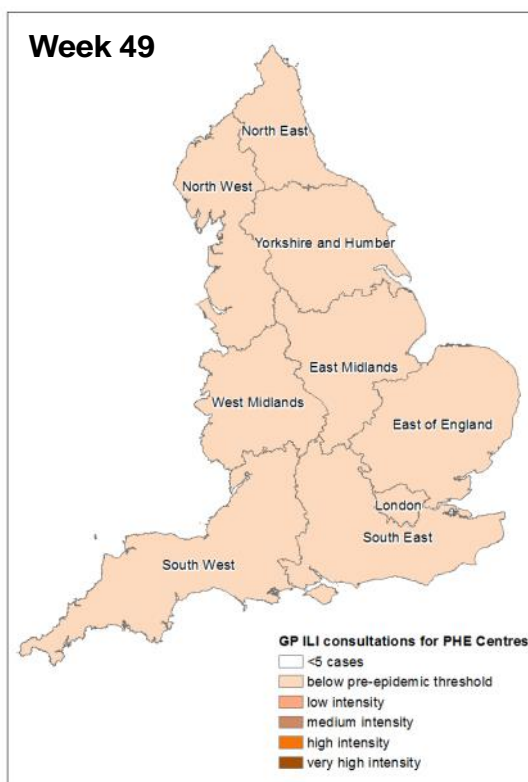 Week 49
North East
North West
Yorkshire and Humber
East Midlands
West Midlands
East of England
London
South East
South West
GP ILI consultations for PHE Centres
<5 cases
below pre-epidemic threshold
low intensity
medium intensity
high intensity
very high intensity